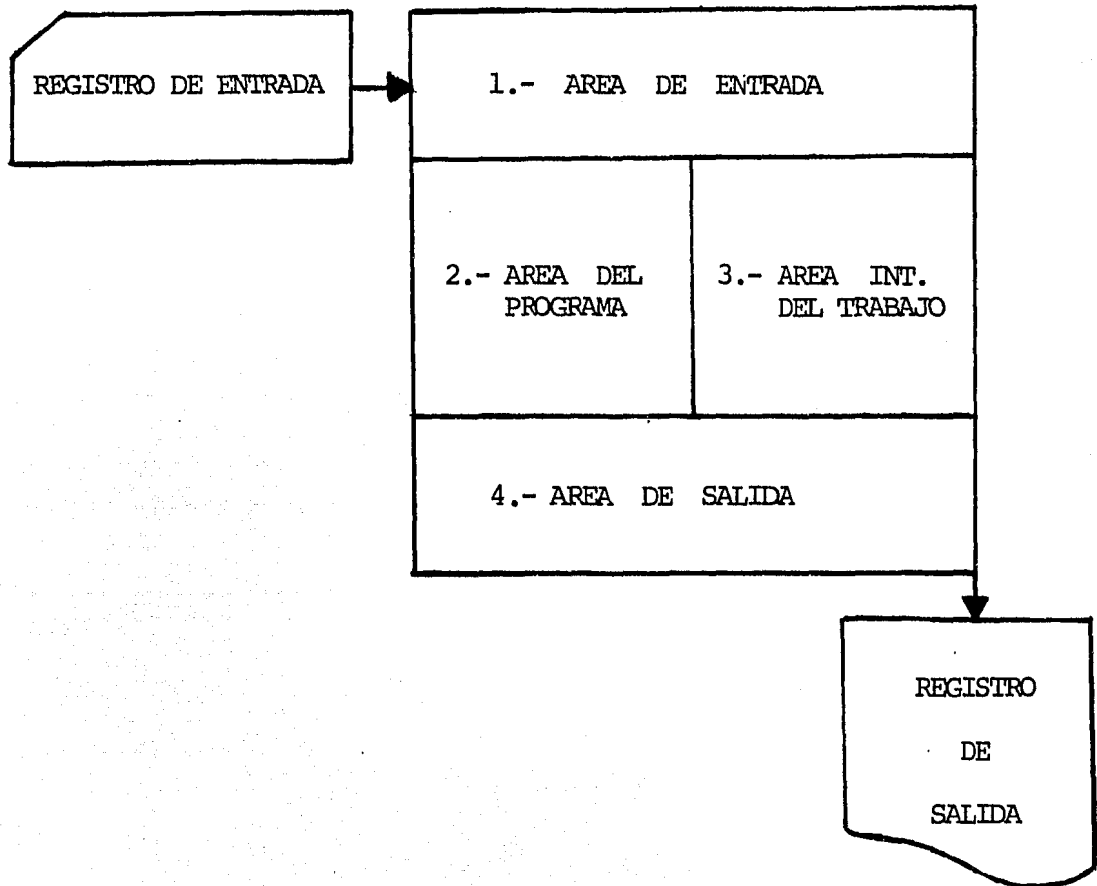 REGISTRO DE ENTRADA
1.- AREA DE ENTRADA
2.- AREA DEL
PROGRAMA
3.- AREA INT.
DEL TRABAJO
4.- AREA DE SALIDA
REGISTRO
DE
SALIDA